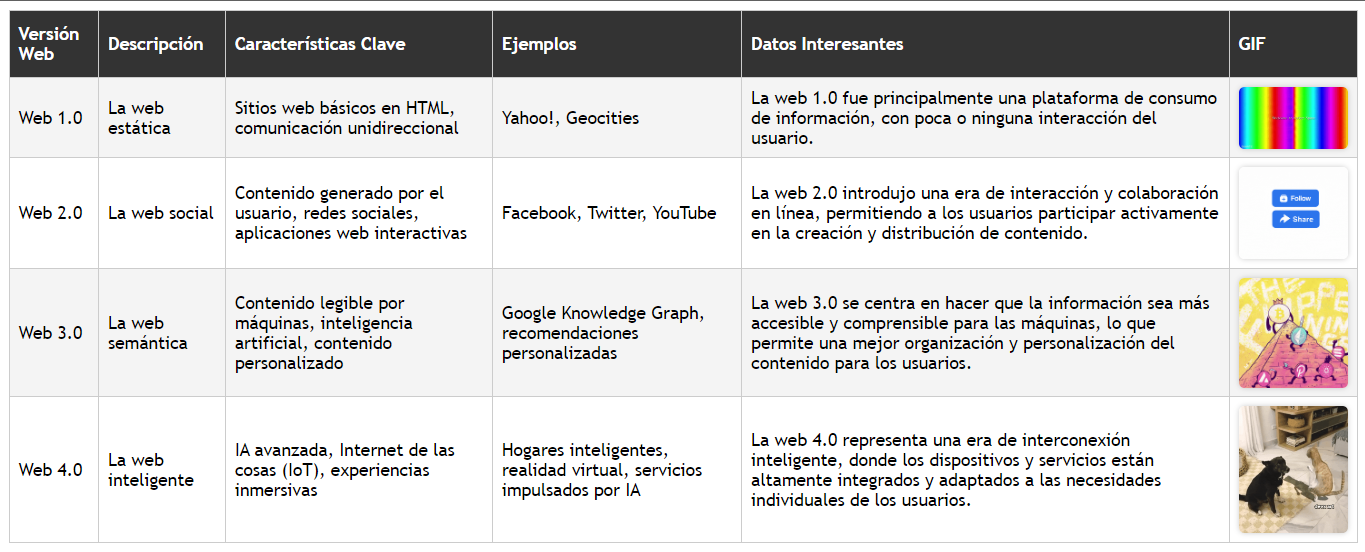 Versión
Web
Descripción
Características Clave
Ejemplos
Datos Interesantes
GIF
Web 1.0
La web
estática
Sitios web básicos en HTML,
comunicación unidireccional
Yahoo!, Geocities
La web 1.0 fue principalmente una plataforma de consumo
de información, con poca o ninguna interacción del
usuario.
Web 2.0
La web social
Contenido generado por el
usuario, redes sociales,
aplicaciones web interactivas
Facebook, Twitter, YouTube
La web 2.0 introdujo una era de interacción y colaboración
en línea, permitiendo a los usuarios participar activamente
en la creación y distribución de contenido.
Follow
Share
Web 3.0
La web
semántica
Contenido legible por
máquinas, inteligencia
artificial, contenido
personalizado
Google Knowledge Graph,
recomendaciones
personalizadas
La web 3.0 se centra en hacer que la información sea más
accesible y comprensible para las máquinas, lo que
permite una mejor organización y personalización del
contenido para los usuarios.
THE
Web 4.0
La web
inteligente
IA avanzada, Internet de las
cosas (IoT), experiencias
inmersivas
Hogares inteligentes,
realidad virtual, servicios
impulsados por IA
La web 4.0 representa una era de interconexión
inteligente, donde los dispositivos y servicios están
altamente integrados y adaptados a las necesidades
individuales de los usuarios.